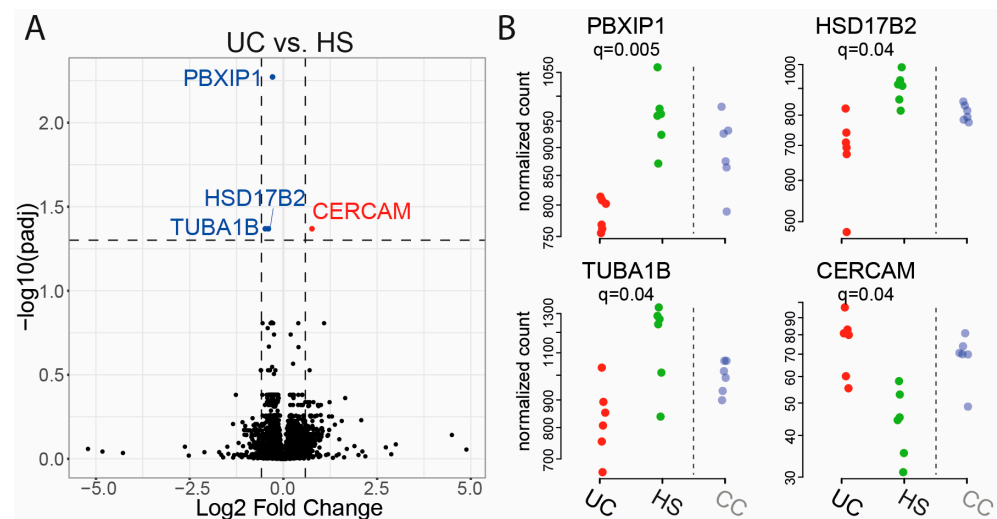 A
UC vs. HS
PBXIP1
HSD17B2
CERCAM
TUBA1B
−log10(padj)
2.0
1.5
1.0
0.5
0.0
−5.0 −2.5 0.0 2.5 5.0
Log2 Fold Change
B
PBXIP1
q=0.005
normalized count
1050
950
900
850
800
750
HSD17B2
q=0.04
1000
800
700
600
500
TUBA1B
q=0.04
normalized count
1300
1100
900
800
700
UC HS CC
CERCAM
q=0.04
90
80
70
60
50
40
30
UC HS CC